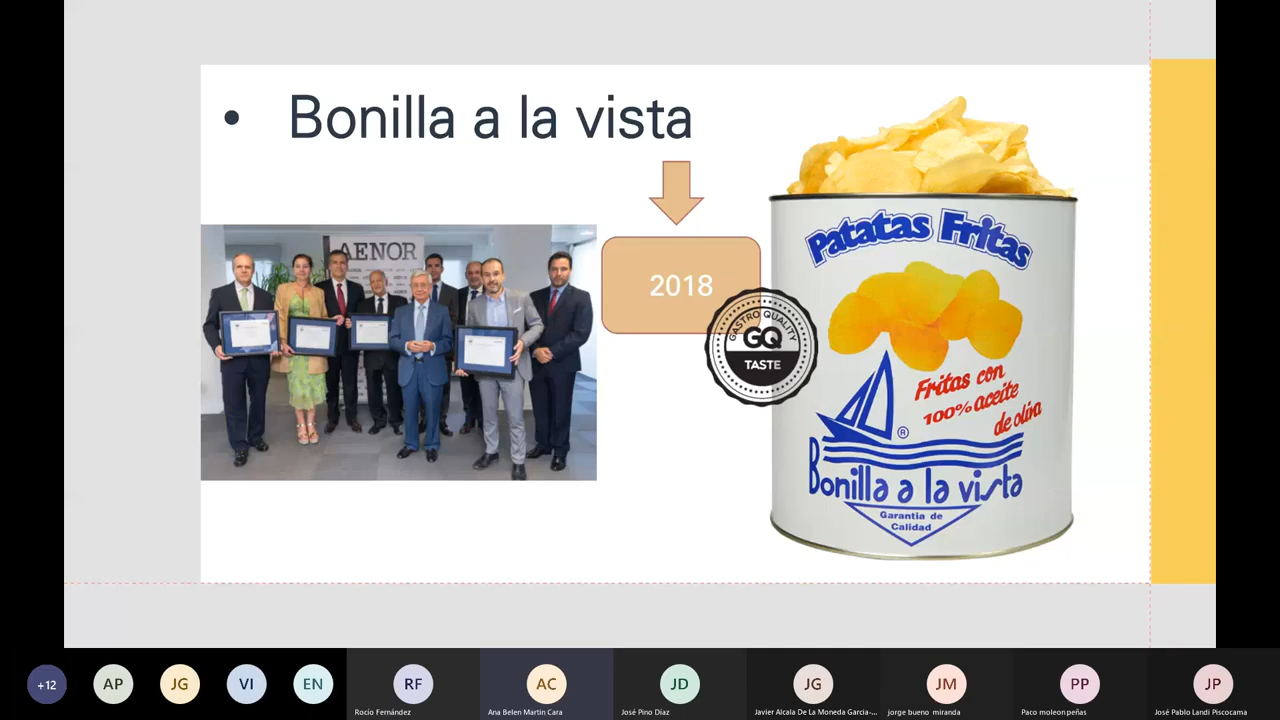 • Bonilla a la vista
AENOR
2018
GASTRO QUALITY
GQ
TASTE
Patatas Fritas
Fritas con
100% aceite
de oliva
®
Bonilla a la vista
Garantia de
Calidad
+12
AP
JG
VI
EN
RF
AC
JD
JG
JM
PP
JP
Rocío Fernández
Ana Belen Martin Cara
José Pino Díaz
Javier Alcala De La Moneda Garcia-...
jorge bueno miranda
Paco moleon peñas
José Pablo Landi Piscocama